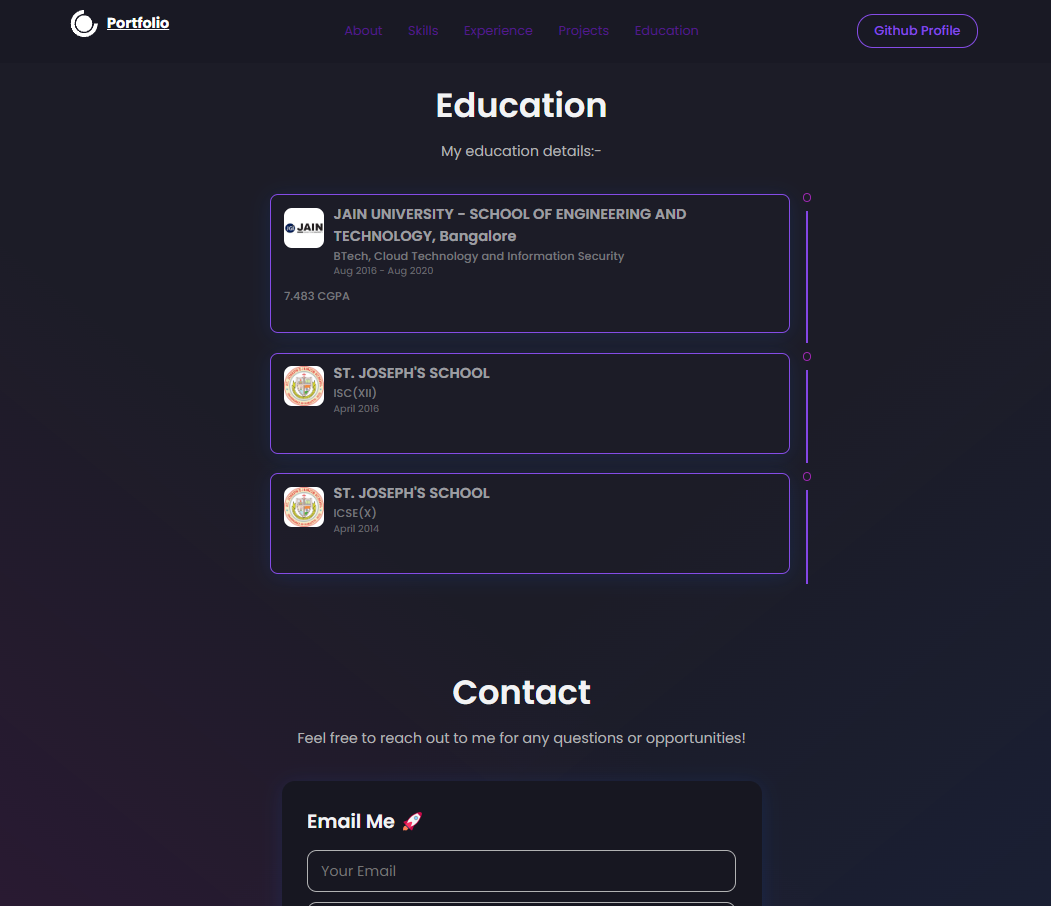 Portfolio
About Skills Experience Projects Education
Github Profile
Education
My education details:-
JAIN
JAIN UNIVERSITY - SCHOOL OF ENGINEERING AND
TECHNOLOGY, Bangalore
BTech, Cloud Technology and Information Security
Aug 2016 - Aug 2020
7.483 CGPA
ST. JOSEPH'S SCHOOL
ISC(XII)
April 2016
ST. JOSEPH'S SCHOOL
ICSE(X)
April 2014
Contact
Feel free to reach out to me for any questions or opportunities!
Email Me 🚀
Your Email